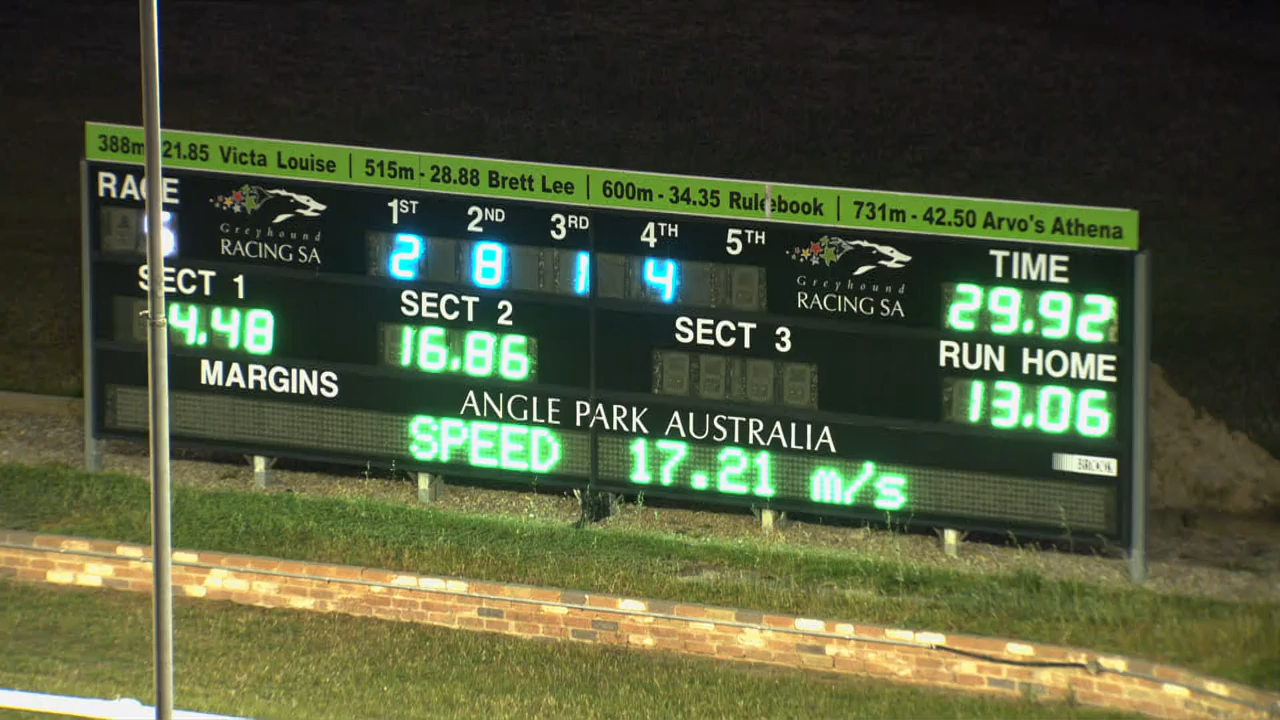 388m 21.85 Victa Louise | 515m - 28.88 Brett Lee | 600m - 34.35 Rulebook | 731m - 42.50 Arvo's Athena
RACE
Greyhound
RACING SA
1ST 2ND 3RD 4TH 5TH
2 8 1 4
Greyhound
RACING SA
TIME
29.92
SECT 1
4.48
SECT 2
16.86
SECT 3
RUN HOME
13.06
MARGINS
ANGLE PARK AUSTRALIA
SPEED 17.21 m/s